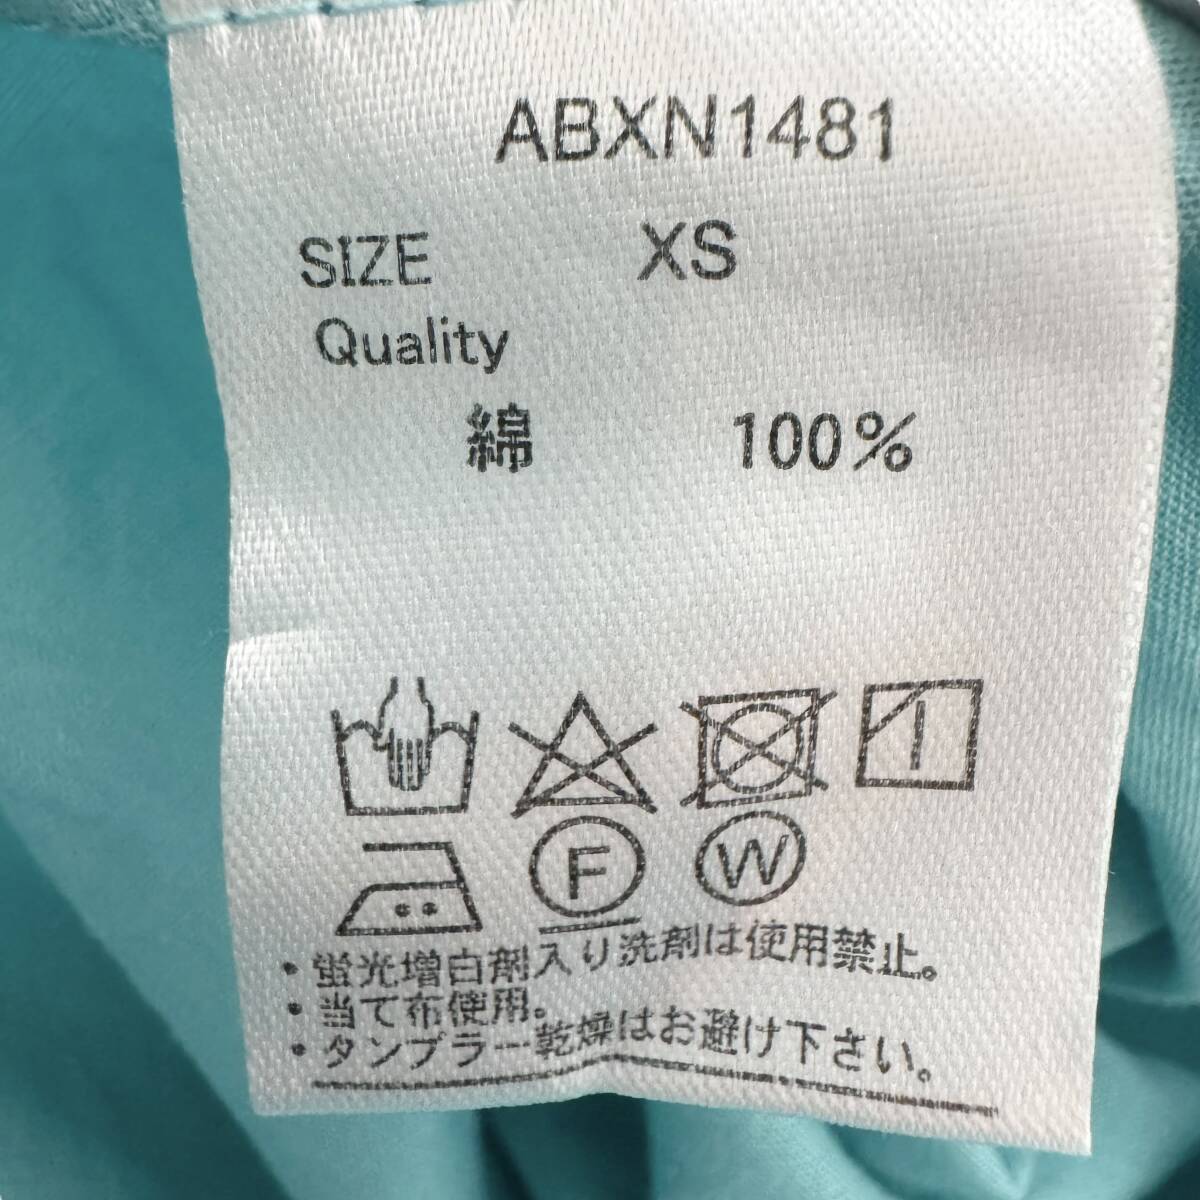 ABXN1481
SIZE XS
Quality
綿 100%
F W
・蛍光増白剤入り洗剤は使用禁止。
・当て布使用。
・タンブラー乾燥はお避け下さい。